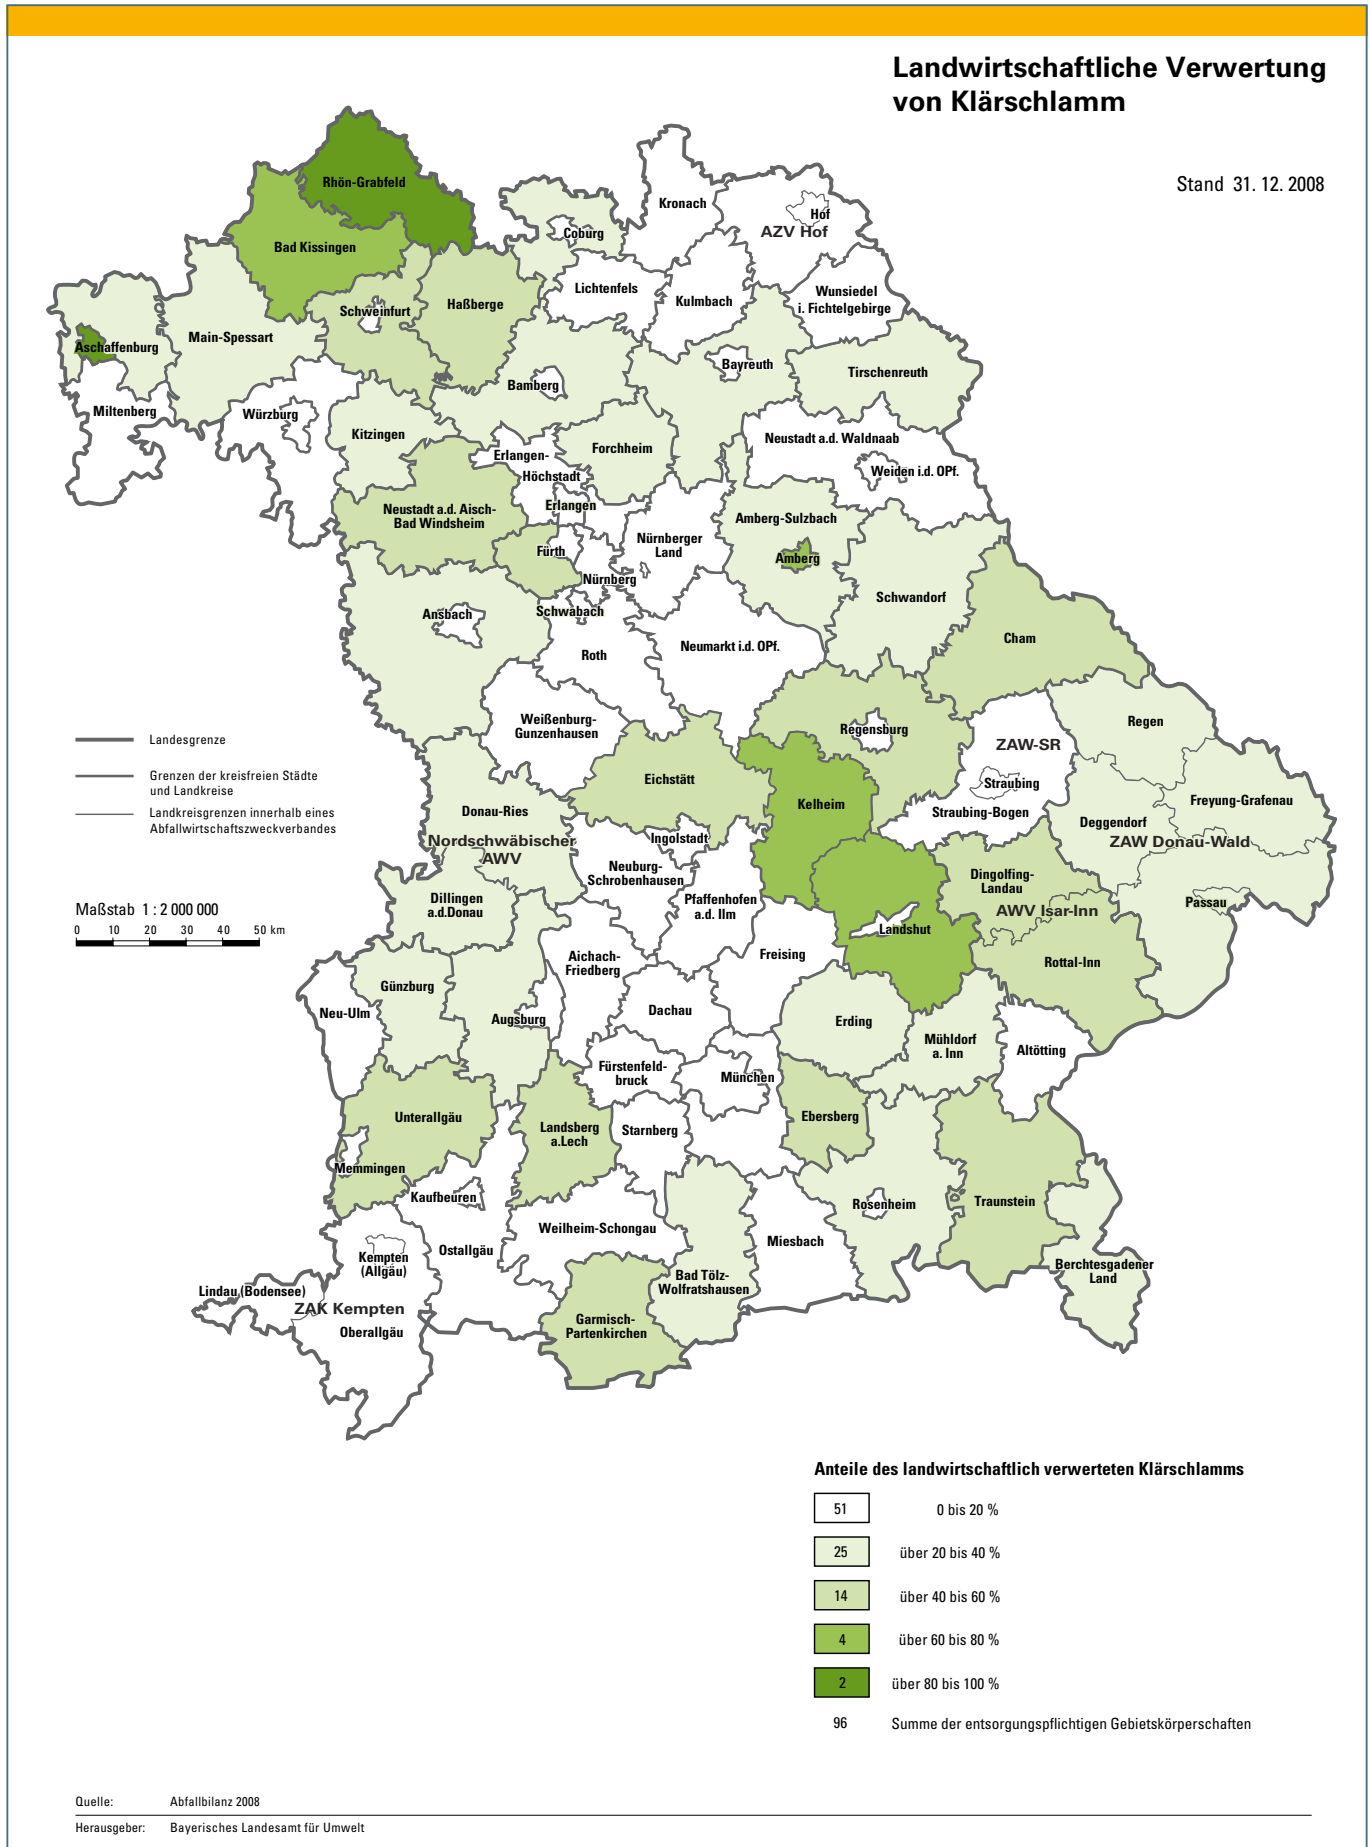 Landwirtschaftliche Verwertung
von Klärschlamm
Stand 31. 12. 2008
Rhön-Grabfeld
Kronach
Hof
AZV Hof
Coburg
Bad Kissingen
Lichtenfels
Kulmbach
Wunsiedel
i. Fichtelgebirge
Schweinfurt
Haßberge
Main-Spessart
Aschaffenburg
Bayreuth
Tirschenreuth
Bamberg
Miltenberg
Würzburg
Kitzingen
Forchheim
Neustadt a.d. Waldnaab
Erlangen-
Höchstadt
Weiden i.d. OPf.
Erlangen
Neustadt a.d. Aisch-
Bad Windsheim
Amberg-Sulzbach
Nürnberger
Land
Fürth
Amberg
Nürnberg
Schwandorf
Ansbach
Schwabach
Cham
Roth
Neumarkt i.d. OPf.
Weißenburg-
Gunzenhausen
Regensburg
Regen
ZAW-SR
Straubing
Straubing-Bogen
Eichstätt
Kelheim
Freyung-Grafenau
Deggendorf
ZAW Donau-Wald
Landesgrenze
Grenzen der kreisfreien Städte
und Landkreise
Landkreisgrenzen innerhalb eines
Abfallwirtschaftszweckverbandes
Donau-Ries
Nordschwäbischer
AWV
Ingolstadt
Neuburg-
Schrobenhausen
Dingolfing-
Landau
Dillingen
a.d.Donau
Pfaffenhofen
a.d. Ilm
AWV Isar-Inn
Passau
Landshut
Maßstab 1 : 2 000 000
0 10 20 30 40 50 km
Aichach-
Friedberg
Freising
Rottal-Inn
Günzburg
Neu-Ulm
Augsburg
Dachau
Erding
Mühldorf
a. Inn
Altötting
Fürstenfeld-
bruck
München
Unterallgäu
Landsberg
a.Lech
Starnberg
Ebersberg
Memmingen
Kaufbeuren
Rosenheim
Traunstein
Weilheim-Schongau
Miesbach
Ostallgäu
Kempten
(Allgäu)
Bad Tölz-
Wolfratshausen
Berchtesgadener
Land
Lindau (Bodensee)
ZAK Kempten
Oberallgäu
Garmisch-
Partenkirchen
Anteile des landwirtschaftlich verwerteten Klärschlamms
51 0 bis 20 %
25 über 20 bis 40 %
14 über 40 bis 60 %
4 über 60 bis 80 %
2 über 80 bis 100 %
96 Summe der entsorgungspflichtigen Gebietskörperschaften
Quelle: Abfallbilanz 2008
Herausgeber: Bayerisches Landesamt für Umwelt